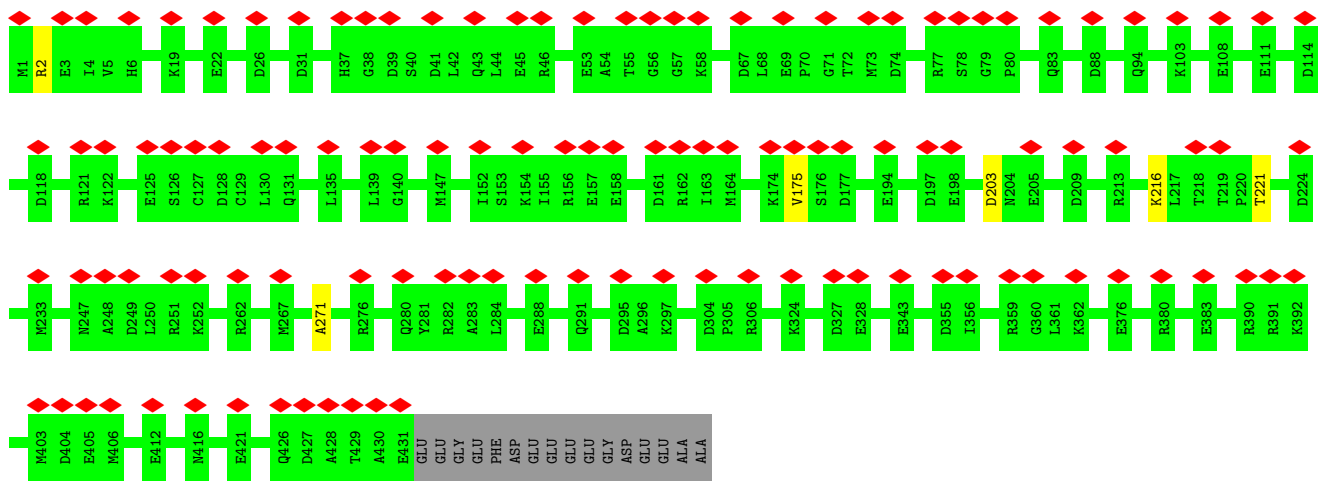 M1 R2 E3 I4 V5 H6 K19 E22 D26 D31 H37 G38 D39 S40 D41 L42 Q43 L44 E45 R46 E53 A54 T55 G56 G57 K58 D67 L68 E69 P70 G71 T72 M73 D74 R77 S78 G79 P80 Q83 D88 Q94 K103 E108 E111 D114
D118 R121 K122 E125 S126 C127 D128 C129 L130 Q131 L135 L139 G140 M147 I152 S153 K154 I155 R156 E157 E158 D161 R162 I163 M164 K174 V175 S176 D177 E194 D197 E198 D203 N204 E205 D209 R213 K216 L217 T218 T219 P220 T221 D224
M233 N247 A248 D249 L250 R251 K252 R262 M267 A271 R276 Q280 Y281 R282 A283 L284 E288 Q291 D295 A296 K297 D304 P305 R306 K324 D327 E328 E343 D355 I356 R359 G360 L361 K362 E376 R380 E383 R390 R391 K392
M403 D404 E405 M406 E412 N416 E421 Q426 D427 A428 T429 A430 E431 GLU GLU GLY GLU PHE ASP GLU GLU GLU GLU GLY ASP GLU GLU ALA ALA